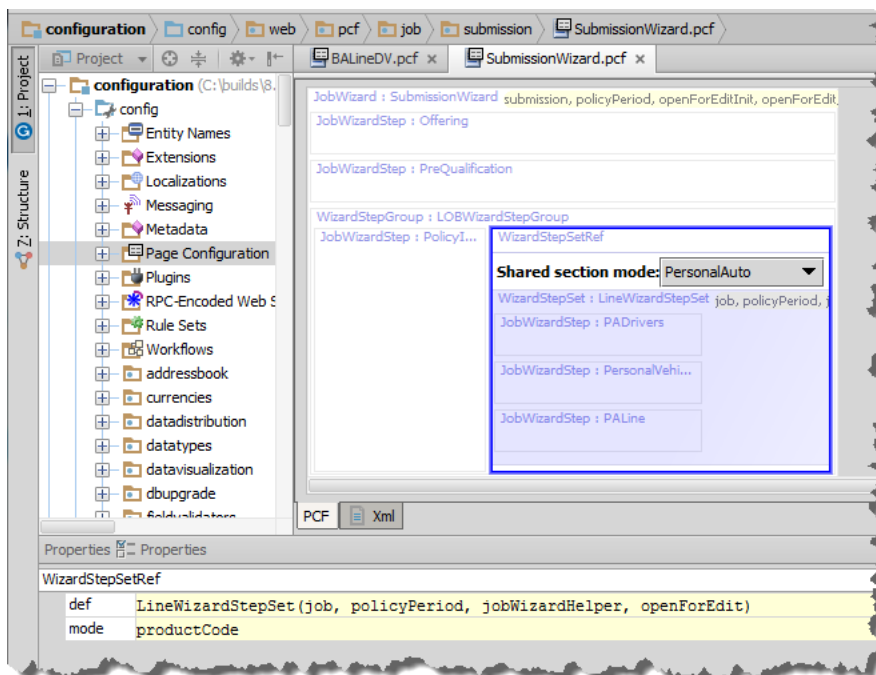 configuration config web pcf job submission SubmissionWizard.pcf
1: Project
7: Structure
Project
BALineDV.pcf × SubmissionWizard.pcf ×
configuration (C:\builds\8.
config
Entity Names
Extensions
Localizations
Messaging
Metadata
Page Configuration
Plugins
RPC-Encoded Web S
Rule Sets
Workflows
addressbook
currencies
datadistribution
datatypes
datavisualization
dbupgrade
fieldvalidators
JobWizard : SubmissionWizard submission, policyPeriod, openForEditInit, openForEdit
JobWizardStep : Offering
JobWizardStep : PreQualification
WizardStepGroup : LOBWizardStepGroup
JobWizardStep : PolicyI...
WizardStepSetRef
Shared section mode: PersonalAuto
WizardStepSet : LineWizardStepSet job, policyPeriod, j
JobWizardStep : PADrivers
JobWizardStep : PersonalVehi...
JobWizardStep : PALine
PCF Xml
Properties Properties
WizardStepSetRef
def LineWizardStepSet(job, policyPeriod, jobWizardHelper, openForEdit)
mode productCode